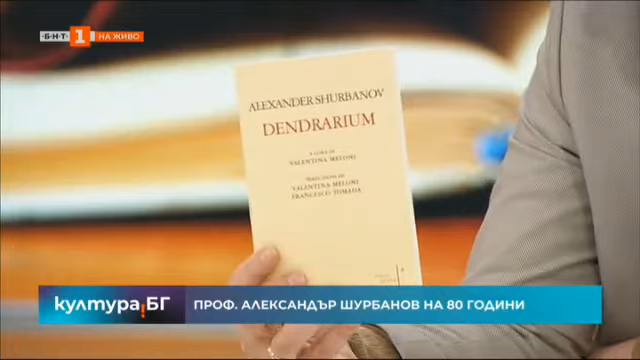 БНТ 1 НА ЖИВО
ALEXANDER SHURBANOV
DENDRARIUM
A CURA DI
VALENTINA MELONI
TRADUZIONE DI
VALENTINA MELONI
FRANCESCO TOMADA
култура.БГ
ПРОФ. АЛЕКСАНДЪР ШУРБАНОВ НА 80 ГОДИНИ